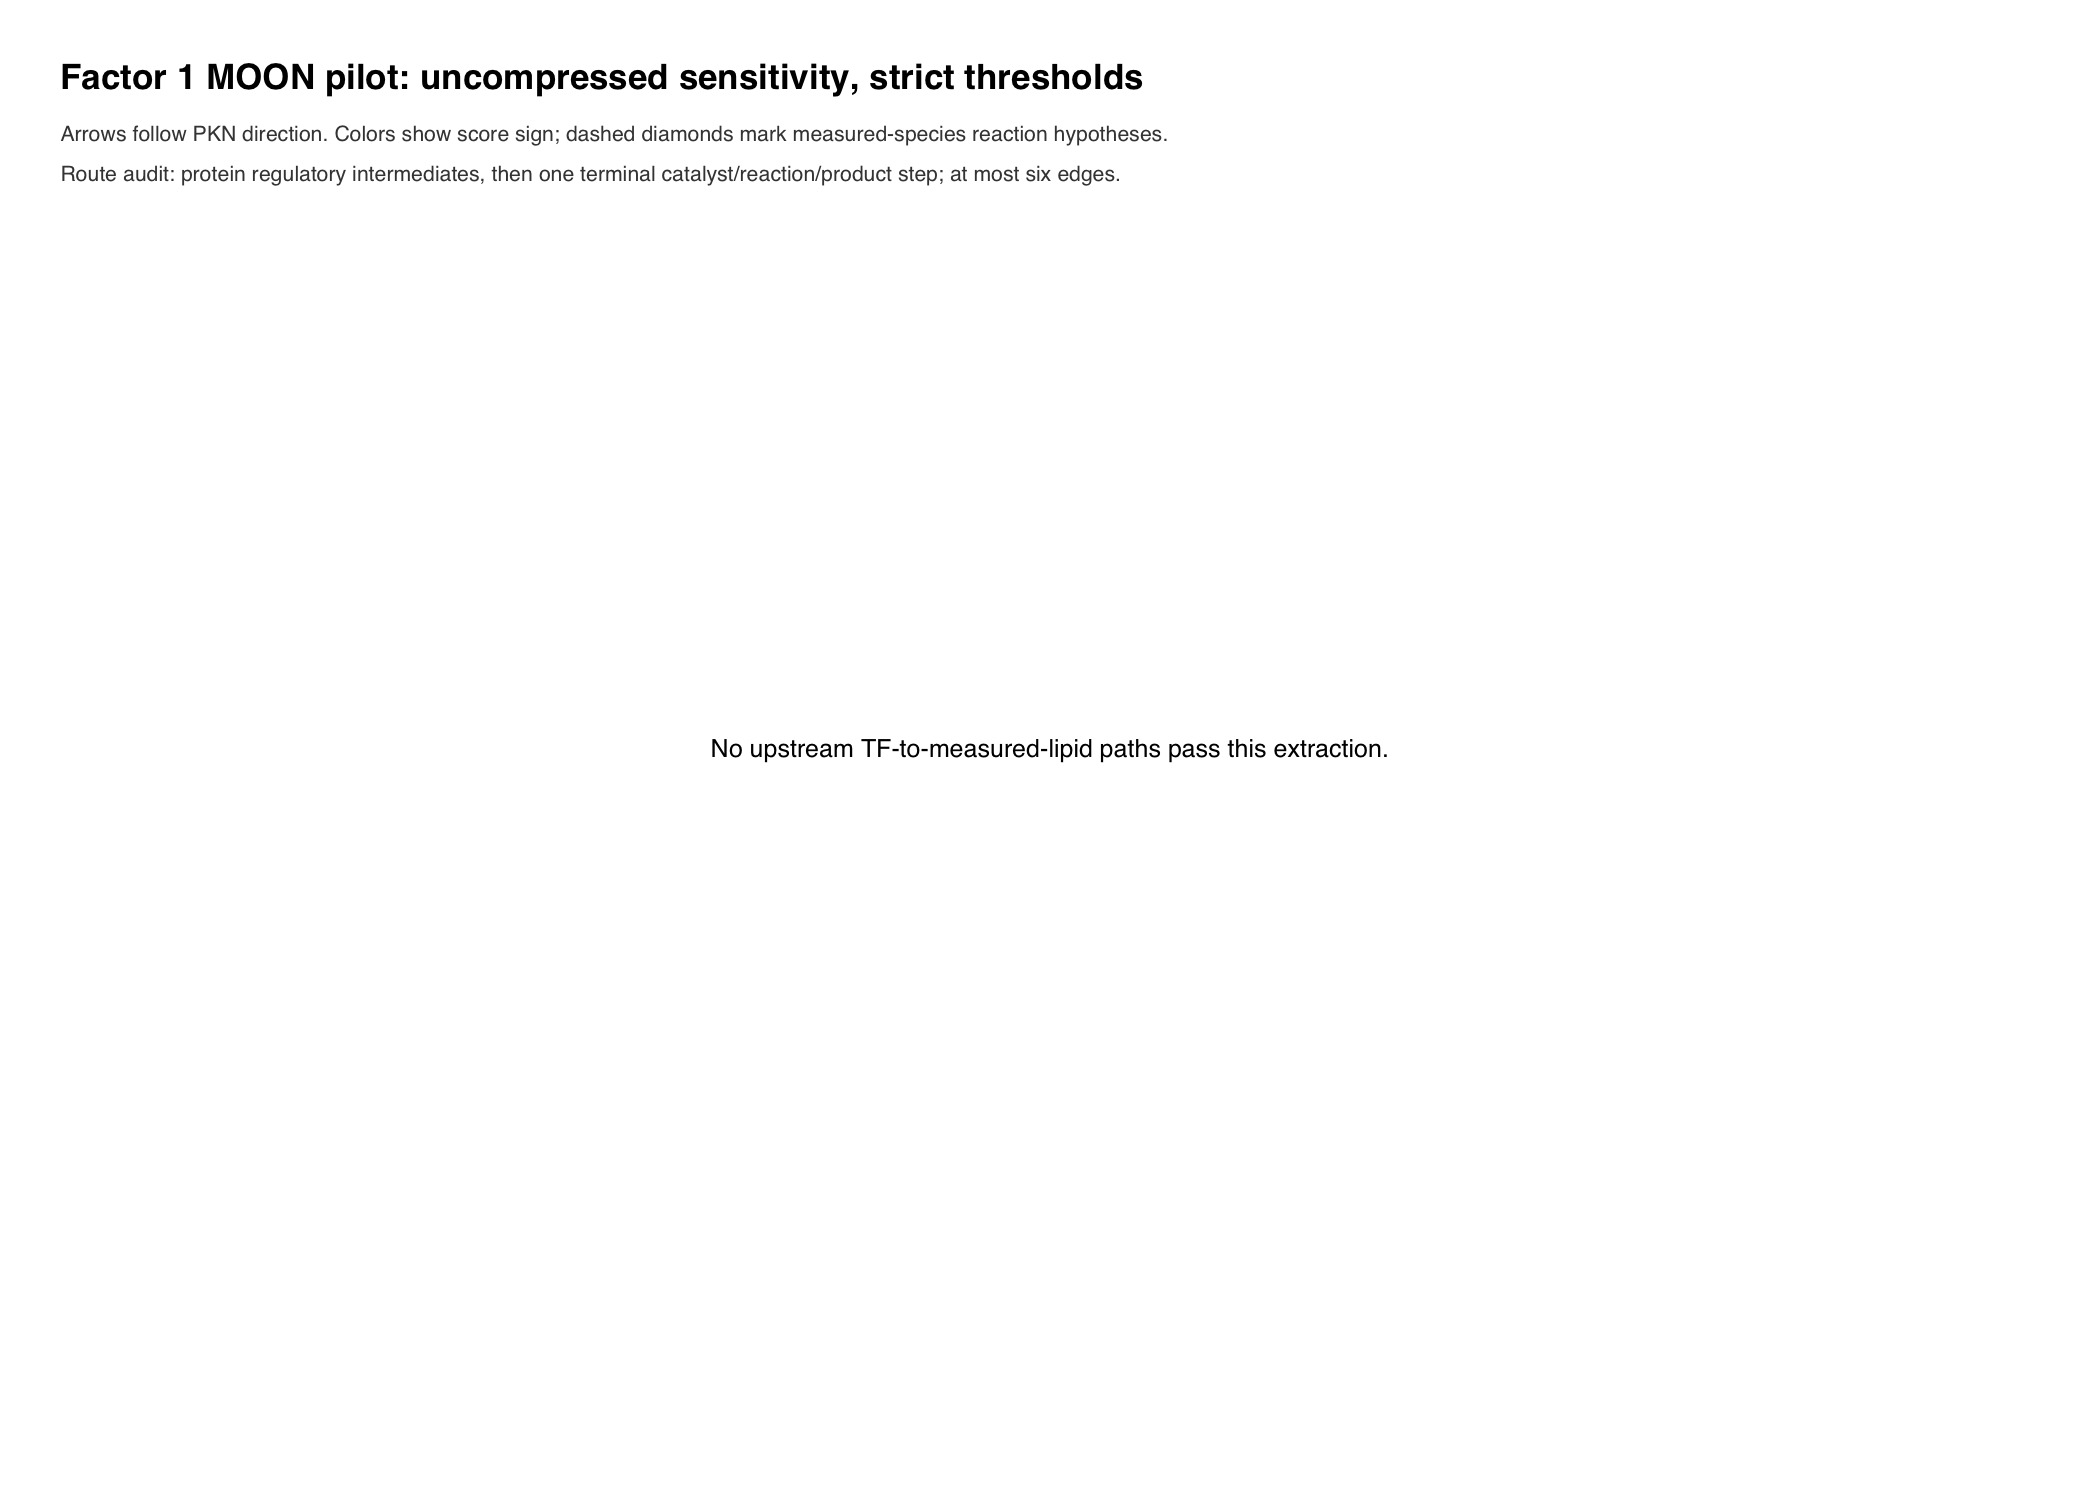 Factor 1 MOON pilot: uncompressed sensitivity, strict thresholds
Arrows follow PKN direction. Colors show score sign; dashed diamonds mark measured-species reaction hypotheses.
Route audit: protein regulatory intermediates, then one terminal catalyst/reaction/product step; at most six edges.
No upstream TF-to-measured-lipid paths pass this extraction.